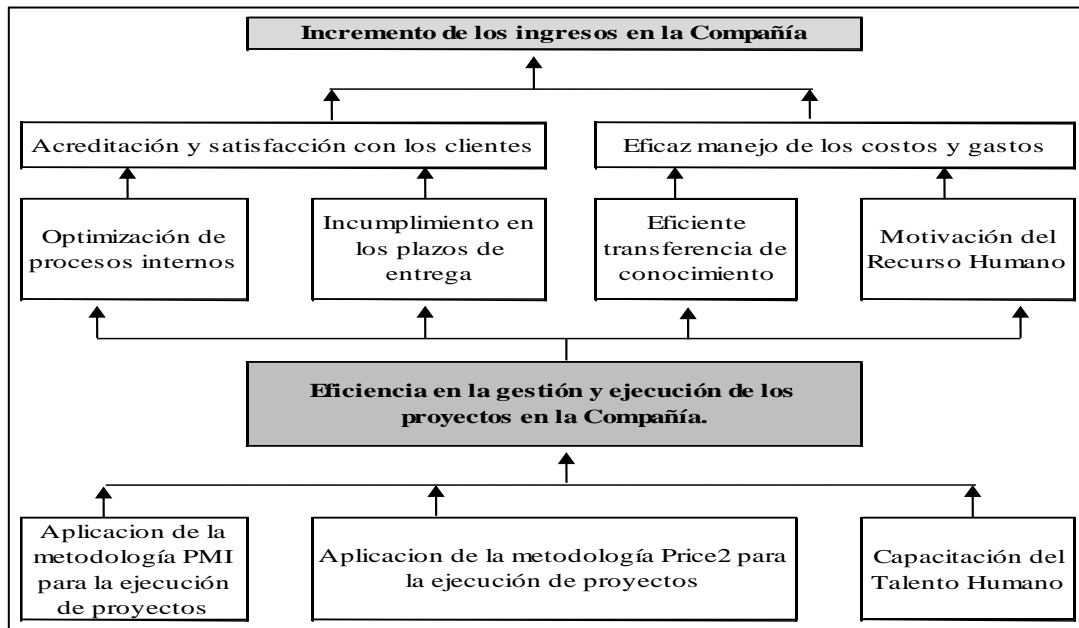 Incremento de los ingresos en la Compañía
Acreditación y satisfacción con los clientes
Eficaz manejo de los costos y gastos
Optimización de
procesos internos
Incumplimiento en
los plazos de
entrega
Eficiente
transferencia de
conocimiento
Motivación del
Recurso Humano
Eficiencia en la gestión y ejecución de los
proyectos en la Compañía.
Aplicacion de la
metodología PMI
para la ejecución
de proyectos
Aplicacion de la metodología Price2 para
la ejecución de proyectos
Capacitación del
Talento Humano